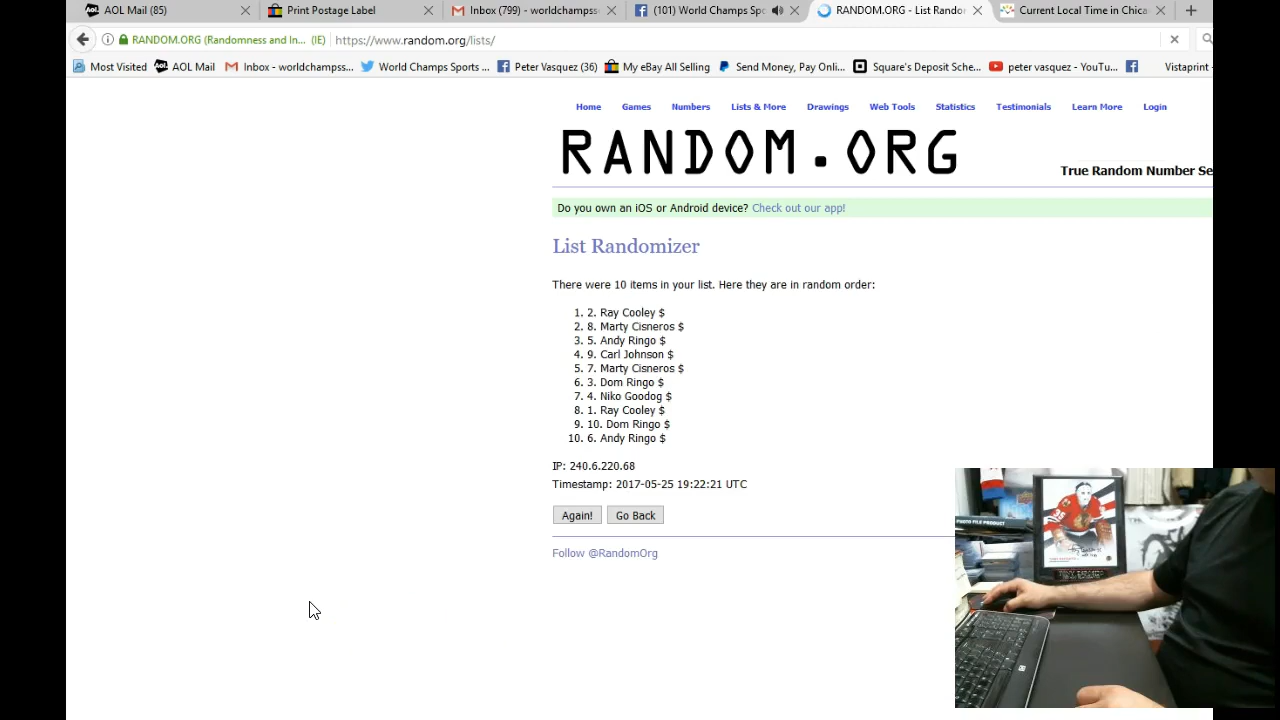 AOL Mail (85)
Print Postage Label
Inbox (799) - worldchampss
(101) World Champs Spo
RANDOM.ORG - List Randor
Current Local Time in Chica
RANDOM.ORG (Randomness and In... (IE)
https://www.random.org/lists/
Most Visited
AOL Mail
Inbox - worldchampss...
World Champs Sports ...
Peter Vasquez (36)
My eBay All Selling
Send Money, Pay Onli...
Square's Deposit Sche...
peter vasquez - YouTu...
Vistaprint -
Home Games Numbers Lists & More Drawings Web Tools Statistics Testimonials Learn More Login
RANDOM.ORG
True Random Number Se
Do you own an iOS or Android device? Check out our app!
List Randomizer
There were 10 items in your list. Here they are in random order:
1. 2. Ray Cooley $
2. 8. Marty Cisneros $
3. 5. Andy Ringo $
4. 9. Carl Johnson $
5. 7. Marty Cisneros $
6. 3. Dom Ringo $
7. 4. Niko Goodog $
8. 1. Ray Cooley $
9. 10. Dom Ringo $
10. 6. Andy Ringo $
IP: 240.6.220.68
Timestamp: 2017-05-25 19:22:21 UTC
Again! Go Back
Follow @RandomOrg
PHOTO FILE PRODUCT
TONY ESPOSITO